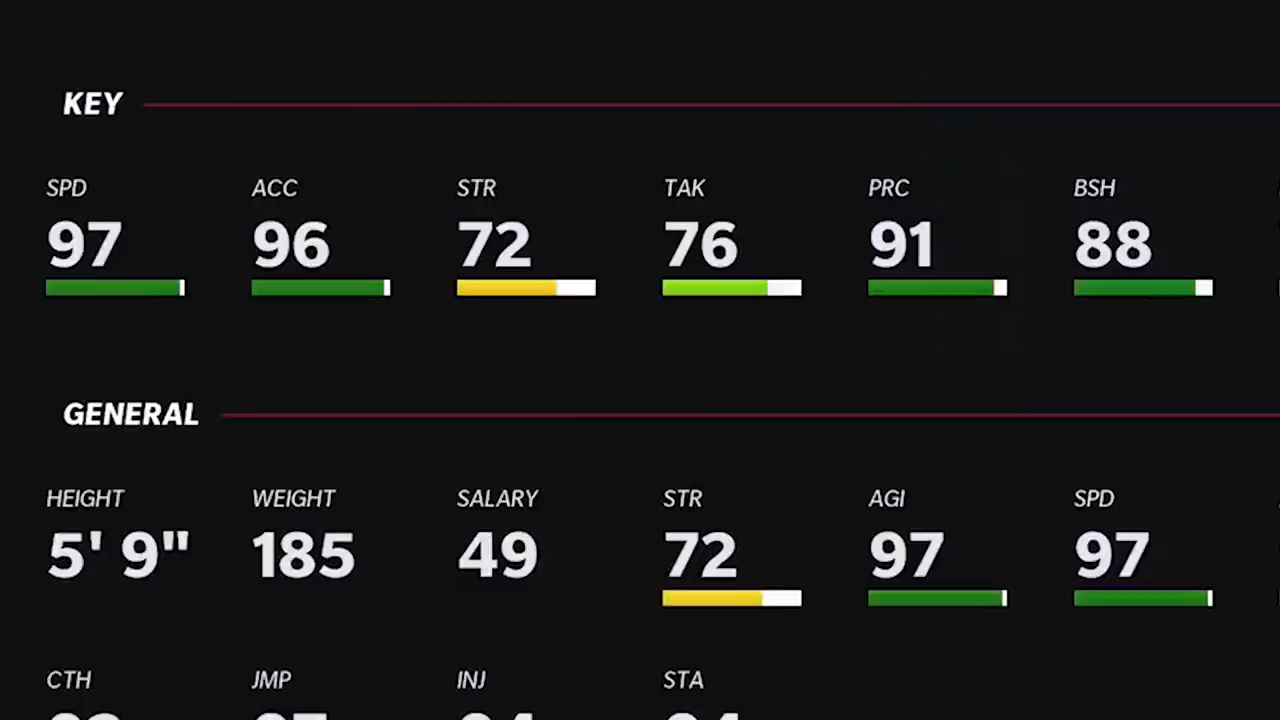 KEY
SPD ACC STR TAK PRC BSH
97 96 72 76 91 88
GENERAL
HEIGHT WEIGHT SALARY STR AGI SPD
5' 9" 185 49 72 97 97
CTH JMP INJ STA